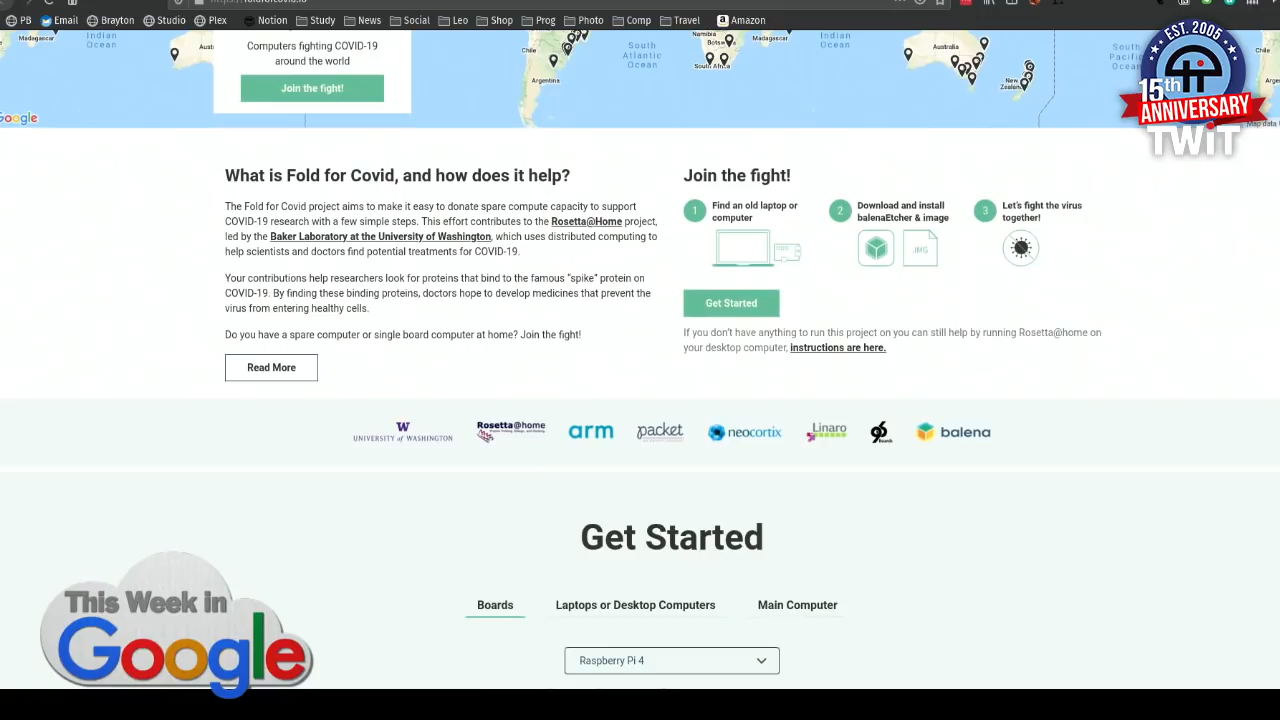 PB Email Brayton Studio Plex Notion Study News Social Leo Shop Prog Photo Comp Travel Amazon
Madagascar
Indian
Ocean
Computers fighting COVID-19
around the world
Join the fight!
Chile
Argentina
South
Atlantic
Ocean
Namibia
Madagascar
South Africa
Indian
Ocean
Australia
New
Zealand
South
Pacific
Ocean
Google
EST. 2005
15th
ANNIVERSARY
TWiT
What is Fold for Covid, and how does it help?
The Fold for Covid project aims to make it easy to donate spare compute capacity to support
COVID-19 research with a few simple steps. This effort contributes to the Rosetta@Home project,
led by the Baker Laboratory at the University of Washington, which uses distributed computing to
help scientists and doctors find potential treatments for COVID-19.
Your contributions help researchers look for proteins that bind to the famous “spike” protein on
COVID-19. By finding these binding proteins, doctors hope to develop medicines that prevent the
virus from entering healthy cells.
Do you have a spare computer or single board computer at home? Join the fight!
Read More
Join the fight!
1 Find an old laptop or
computer
2 Download and install
balenaEtcher & image
.IMG
3 Let's fight the virus
together!
Get Started
If you don't have anything to run this project on you can still help by running Rosetta@home on
your desktop computer, instructions are here.
W
UNIVERSITY of WASHINGTON
Rosetta@home
arm
packet
neocortix
Linaro
96
Boards
balena
Get Started
Boards Laptops or Desktop Computers Main Computer
Raspberry Pi 4
This Week in
Google